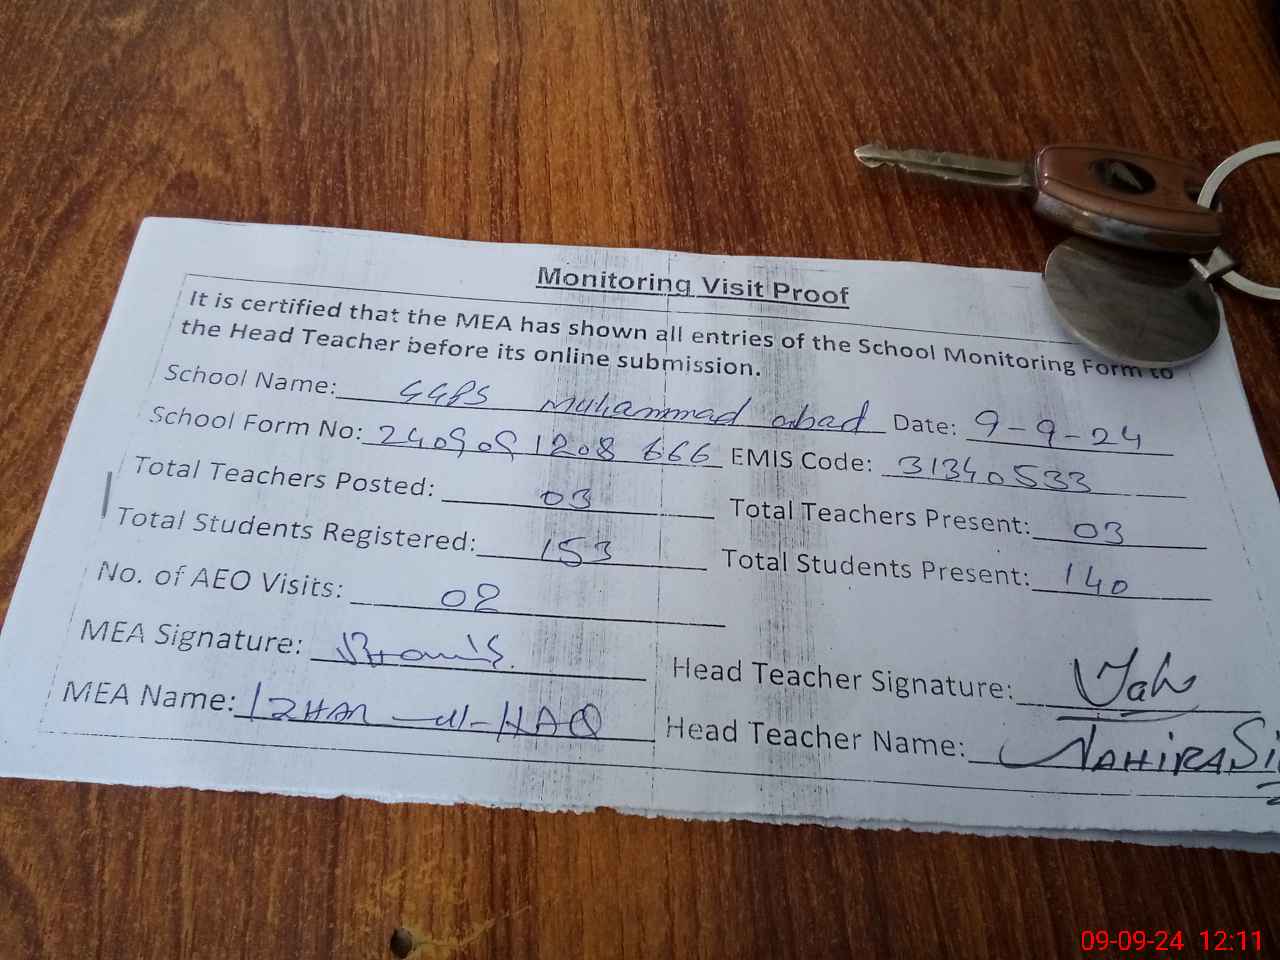 Monitoring Visit Proof
It is certified that the MEA has shown all entries of the School Monitoring Form to
the Head Teacher before its online submission.
School Name: GGPS Muhammad abad Date: 9-9-24
School Form No: 240909 1208 666 EMIS Code: 31340533
Total Teachers Posted: 03 Total Teachers Present: 03
Total Students Registered: 153 Total Students Present: 140
No. of AEO Visits: 02
MEA Signature: Head Teacher Signature:
MEA Name: IZHAR-ul-HAQ Head Teacher Name:
09-09-24 12:11